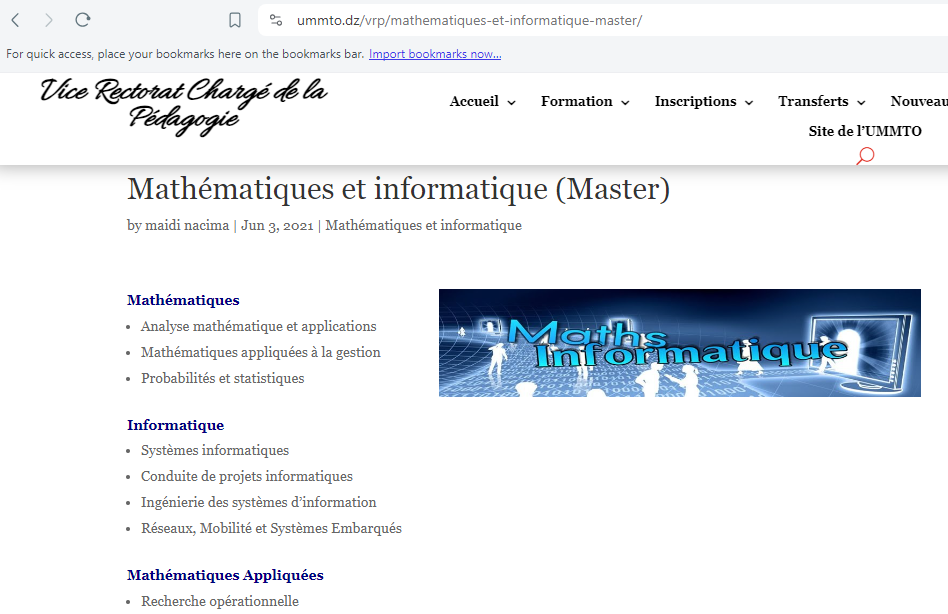 ummto.dz/vrp/mathematiques-et-informatique-master/
For quick access, place your bookmarks here on the bookmarks bar. Import bookmarks now...
Vice Rectorat Chargé de la
Pédagogie
Accueil Formation Inscriptions Transferts Nouveau
Site de l’UMMTO
Mathématiques et informatique (Master)
by maidi nacima | Jun 3, 2021 | Mathématiques et informatique
Mathématiques
• Analyse mathématique et applications
• Mathématiques appliquées à la gestion
• Probabilités et statistiques
Maths
Informatique
Informatique
• Systèmes informatiques
• Conduite de projets informatiques
• Ingénierie des systèmes d’information
• Réseaux, Mobilité et Systèmes Embarqués
Mathématiques Appliquées
• Recherche opérationnelle